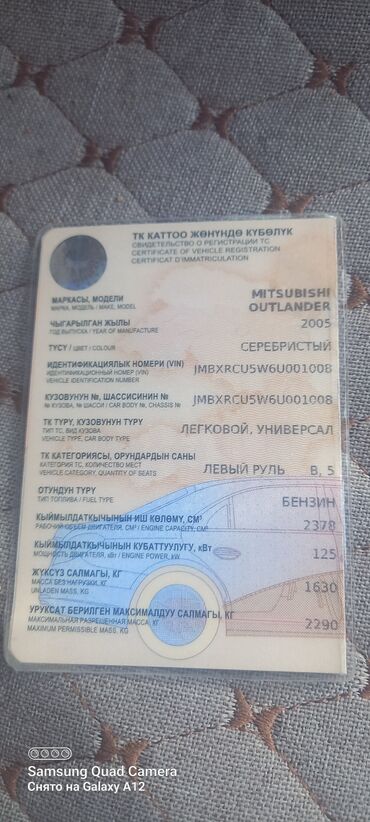 ТК КАТТОО ЖӨНҮНДӨ КҮБӨЛҮК
СВИДЕТЕЛЬСТВО О РЕГИСТРАЦИИ ТС
CERTIFICATE OF VEHICLE REGISTRATION
CERTIFICAT D'IMMATRICULATION
МАРКАСЫ, МОДЕЛИ
МАРКА, МОДЕЛЬ / MAKE, MODEL
MITSUBISHI
OUTLANDER
ЧЫГАРЫЛГАН ЖЫЛЫ
ГОД ВЫПУСКА / YEAR OF MANUFACTURE
2005
ТҮСҮ / ЦВЕТ / COLOUR
СЕРЕБРИСТЫЙ
ИДЕНТИФИКАЦИЯЛЫК НОМЕРИ (VIN)
ИДЕНТИФИКАЦИОННЫЙ НОМЕР (VIN)
VEHICLE IDENTIFICATION NUMBER
JMBXRCU5W6U001008
КУЗОВУНУН №, ШАССИСИНИН №
№ КУЗОВА, № ШАССИ / CAR BODY №, CHASSIS №
JMBXRCU5W6U001008
ТК ТҮРҮ, КУЗОВУНУН ТҮРҮ
ТИП ТС, ВИД КУЗОВА
VEHICLE TYPE, CAR BODY TYPE
ЛЕГКОВОЙ, УНИВЕРСАЛ
ТК КАТЕГОРИЯСЫ, ОРУНДАРДЫН САНЫ
КАТЕГОРИЯ ТС, КОЛИЧЕСТВО МЕСТ
VEHICLE CATEGORY, QUANTITY OF SEATS
ЛЕВЫЙ РУЛЬ B, 5
ОТУНДУН ТҮРҮ
ТИП ТОПЛИВА / FUEL TYPE
БЕНЗИН
КЫЙМЫЛДАТКЫЧЫНЫН ИШ КӨЛӨМҮ, СМ³
РАБОЧИЙ ОБЪЕМ ДВИГАТЕЛЯ, СМ³ / ENGINE CAPACITY, CM³
2378
КЫЙМЫЛДАТКЫЧЫНЫН КУБАТТУУЛУГУ, кВт
МОЩНОСТЬ ДВИГАТЕЛЯ, кВт / ENGINE POWER, kW
125
ЖҮКСҮЗ САЛМАГЫ, КГ
МАССА БЕЗ НАГРУЗКИ, КГ
UNLADEN MASS, KG
1630
УРУКСАТ БЕРИЛГЕН МАКСИМАЛДУУ САЛМАГЫ, КГ
МАКСИМАЛЬНАЯ РАЗРЕШЕННАЯ МАССА, КГ
MAXIMUM PERMISSIBLE MASS, KG
2290
Samsung Quad Camera
Снято на Galaxy A12